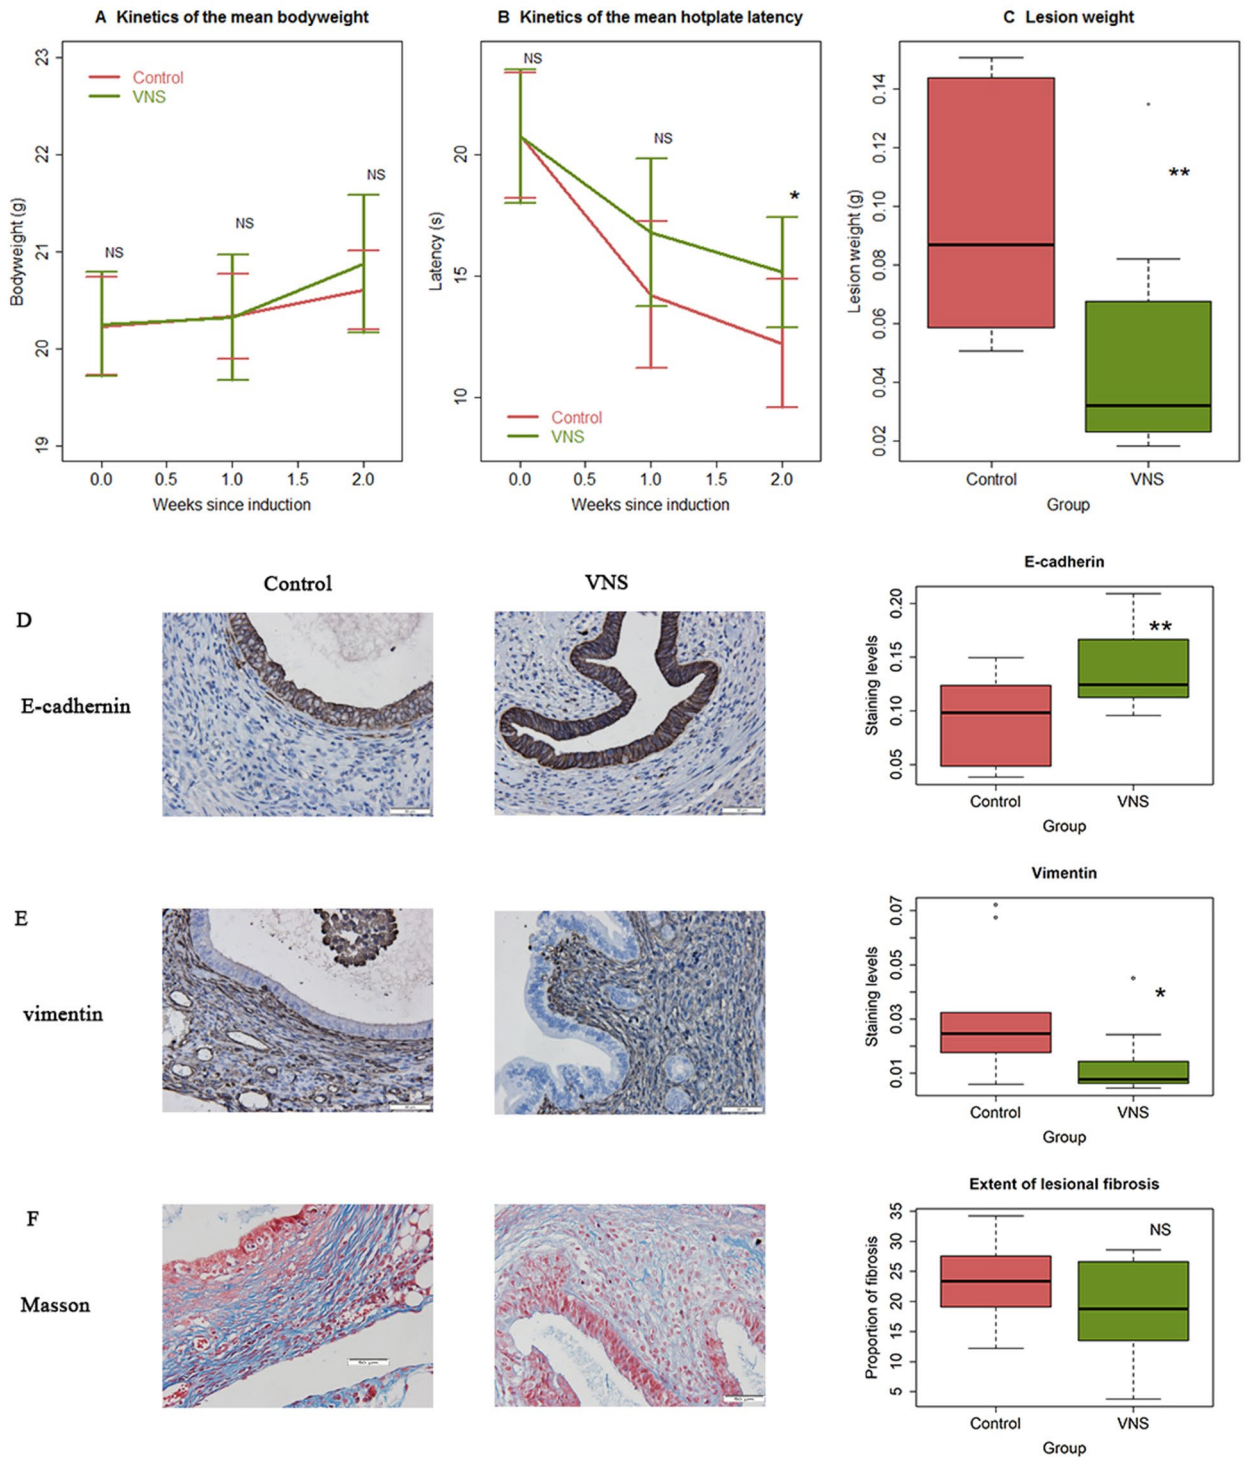 A Kinetics of the mean bodyweight
23
22
21
20
19
Bodyweight (g)
Control
VNS
NS
NS
NS
0.0 0.5 1.0 1.5 2.0
Weeks since induction
B Kinetics of the mean hotplate latency
20
15
10
Latency (s)
NS
NS
*
Control
VNS
0.0 0.5 1.0 1.5 2.0
Weeks since induction
C Lesion weight
0.14
0.12
0.10
0.08
0.06
0.04
0.02
Lesion weight (g)
**
Control VNS
Group
Control VNS
D
E-cadhernin
E-cadherin
0.20
0.15
0.10
0.05
Staining levels
**
Control VNS
Group
E
vimentin
Vimentin
0.07
0.05
0.03
0.01
Staining levels
*
Control VNS
Group
F
Masson
50 μm
Extent of lesional fibrosis
35
30
25
20
15
10
5
Proportion of fibrosis
NS
Control VNS
Group